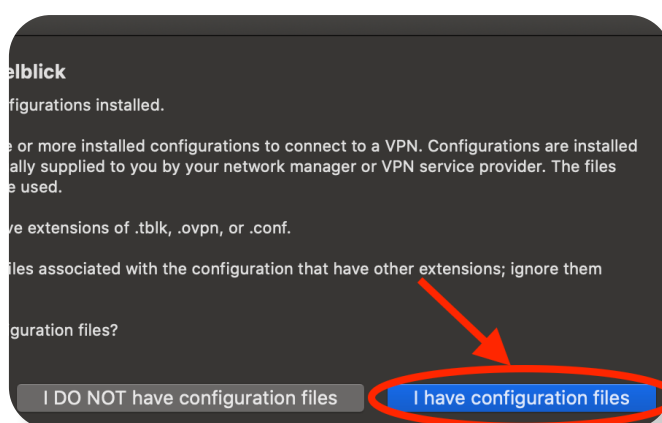 elblick
figurations installed.
e or more installed configurations to connect to a VPN. Configurations are installed
ally supplied to you by your network manager or VPN service provider. The files
e used.
ve extensions of .tblk, .ovpn, or .conf.
iles associated with the configuration that have other extensions; ignore them
guration files?
I DO NOT have configuration files
I have configuration files